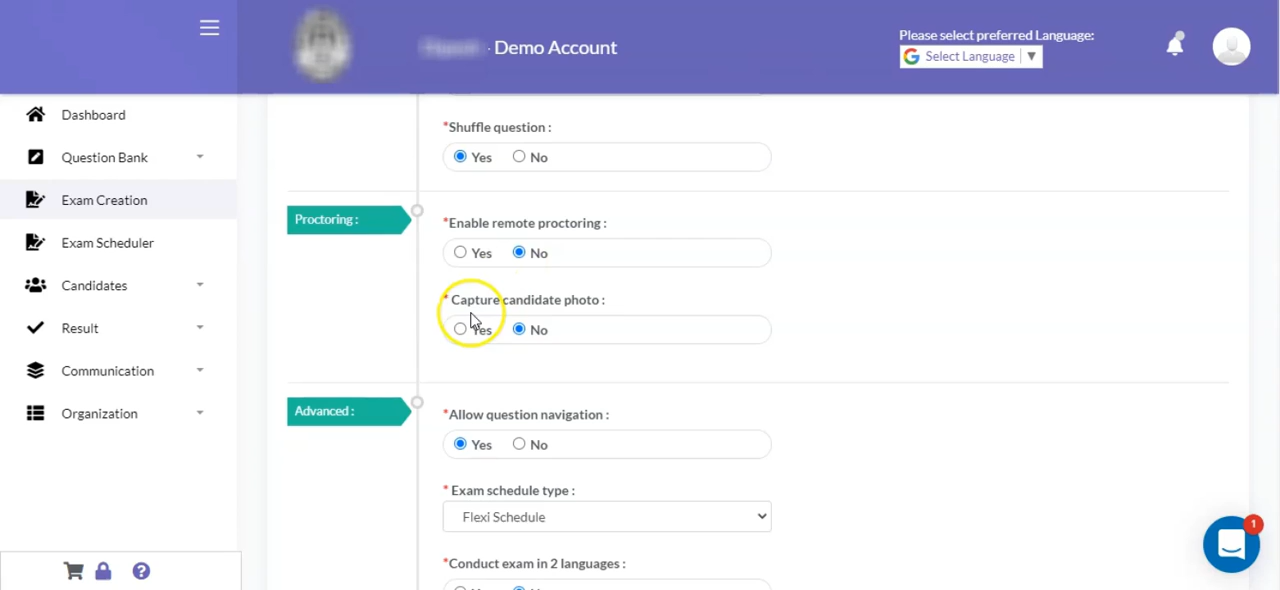 - Demo Account
Please select preferred Language:
Select Language ▼
Dashboard
Question Bank
Exam Creation
Exam Scheduler
Candidates
Result
Communication
Organization
*Shuffle question :
Yes No
Proctoring :
*Enable remote proctoring :
Yes No
* Capture candidate photo :
Yes No
Advanced :
*Allow question navigation :
Yes No
* Exam schedule type :
Flexi Schedule
*Conduct exam in 2 languages :
1